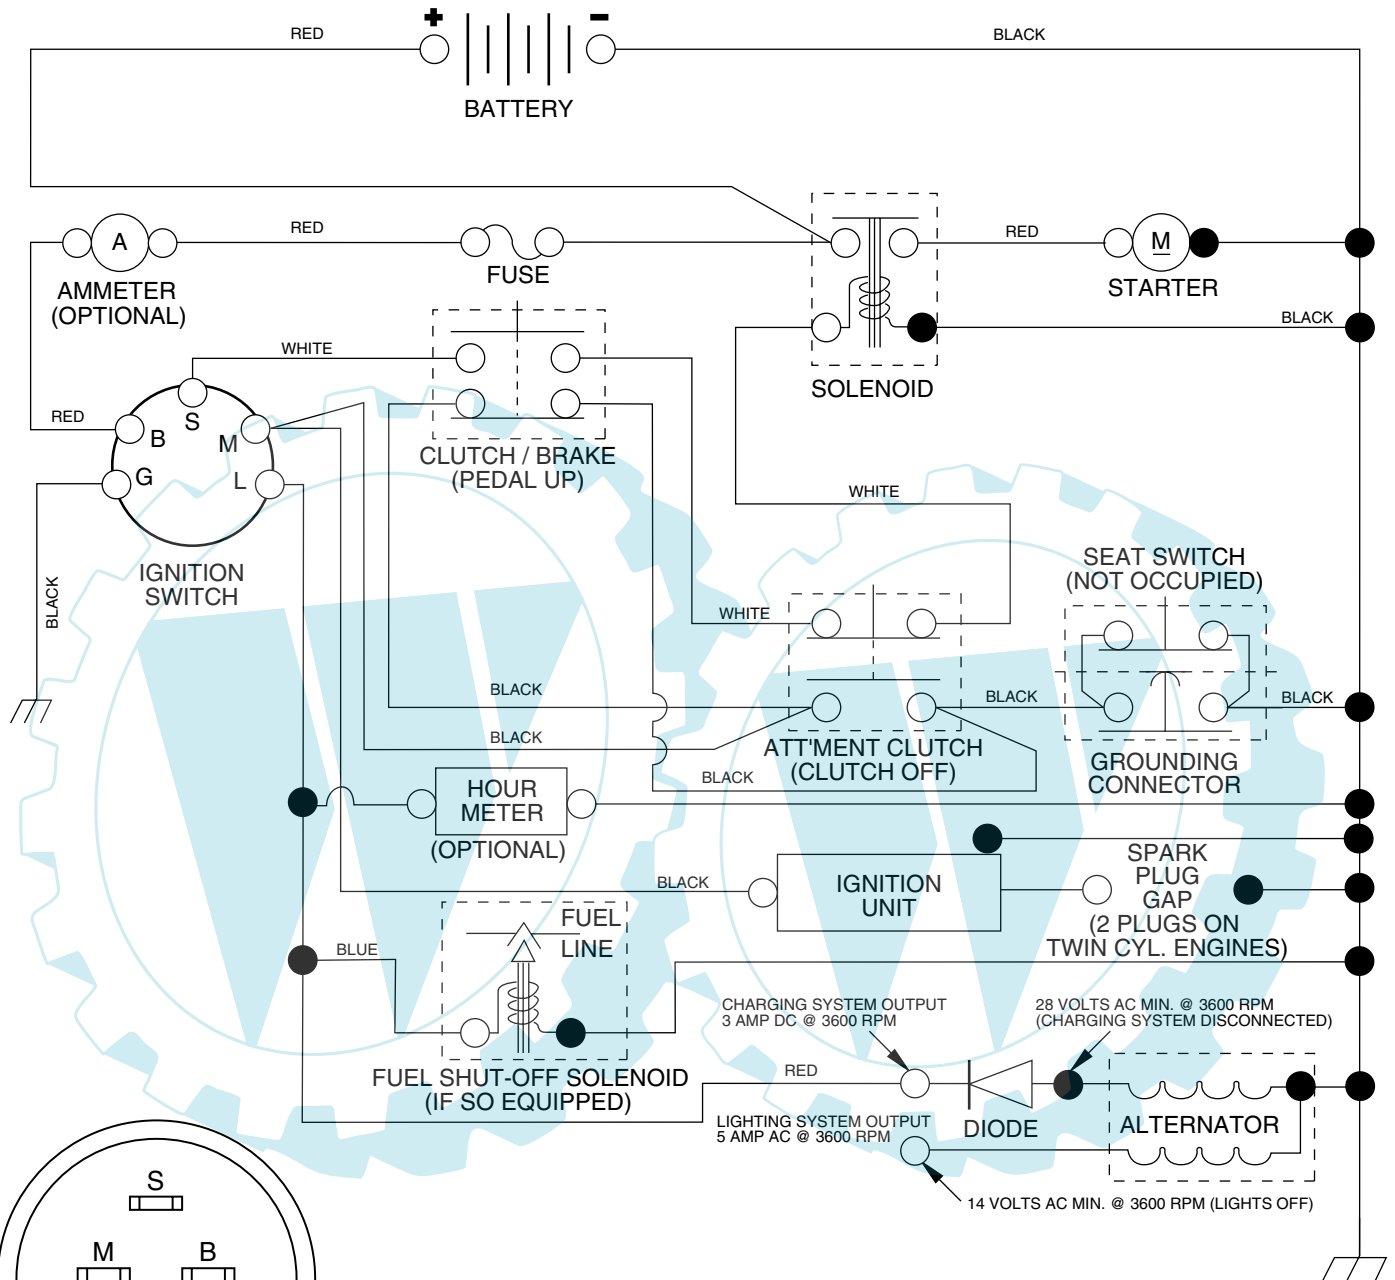 + −
RED
BLACK
BATTERY
A
RED
FUSE
RED
M
STARTER
AMMETER
(OPTIONAL)
BLACK
WHITE
SOLENOID
RED
S
B
M
G
L
CLUTCH / BRAKE
(PEDAL UP)
WHITE
IGNITION
SWITCH
BLACK
SEAT SWITCH
(NOT OCCUPIED)
WHITE
BLACK
BLACK
BLACK
BLACK
ATT'MENT CLUTCH
(CLUTCH OFF)
GROUNDING
CONNECTOR
BLACK
HOUR
METER
(OPTIONAL)
BLACK
IGNITION
UNIT
SPARK
PLUG
GAP
(2 PLUGS ON
TWIN CYL. ENGINES)
FUEL
LINE
BLUE
CHARGING SYSTEM OUTPUT
3 AMP DC @ 3600 RPM
28 VOLTS AC MIN. @ 3600 RPM
(CHARGING SYSTEM DISCONNECTED)
FUEL SHUT-OFF SOLENOID
(IF SO EQUIPPED)
RED
LIGHTING SYSTEM OUTPUT
5 AMP AC @ 3600 RPM
DIODE
ALTERNATOR
14 VOLTS AC MIN. @ 3600 RPM (LIGHTS OFF)
S
M B